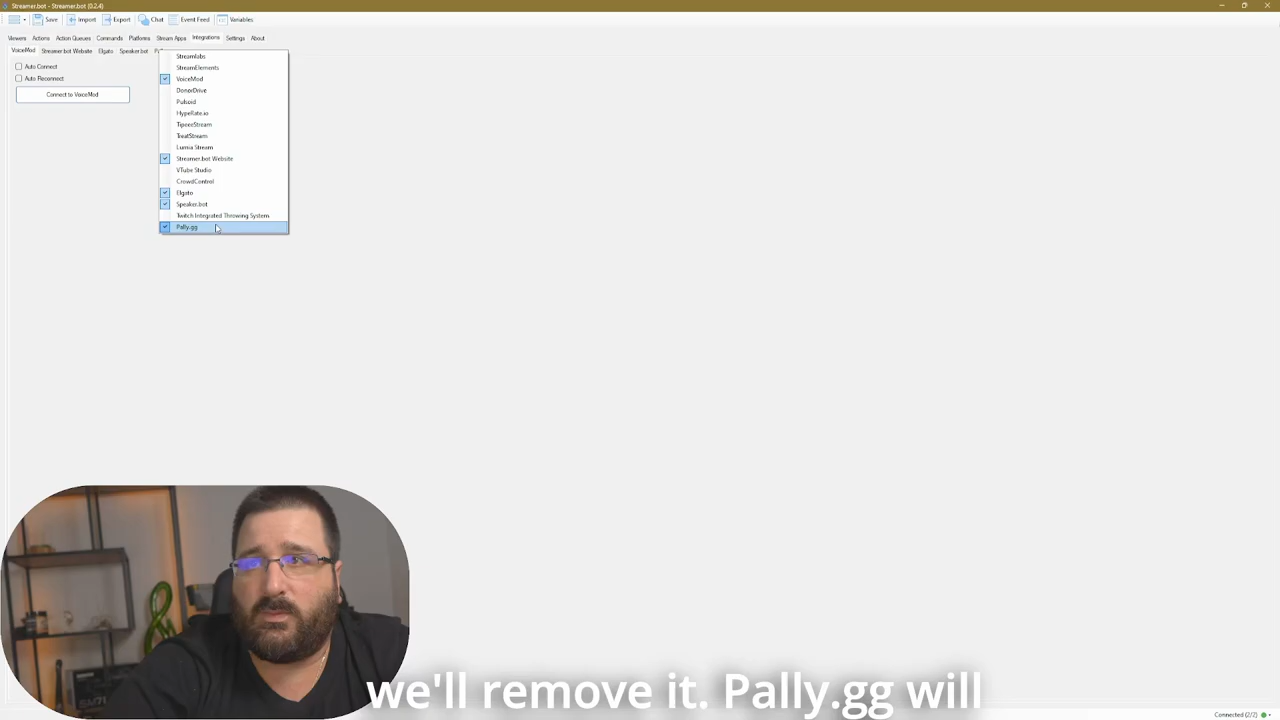 Streamer.bot - Streamer.bot (0.2.4)
Save Import Export Chat Event Feed Variables
Viewers Actions Action Queues Commands Platforms Stream Apps Integrations Settings About
VoiceMod Streamer.bot Website Elgato Speaker.bot
Auto Connect
Auto Reconnect
Connect to VoiceMod
Streamlabs
StreamElements
VoiceMod
DonorDrive
Pulsoid
HypeRate.io
TipeeeStream
TreatStream
Lumia Stream
Streamer.bot Website
VTube Studio
CrowdControl
Elgato
Speaker.bot
Twitch Integrated Throwing System
Pally.gg
we'll remove it. Pally.gg will
Connected (2/2)